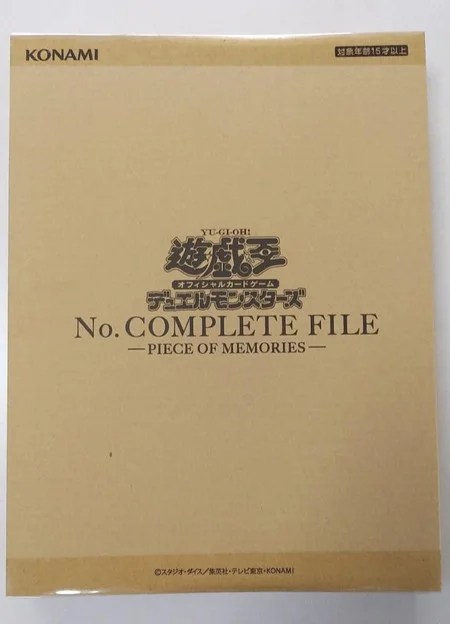 KONAMI
対象年齢15才以上
YU-GI-OH!
遊戯王
オフィシャルカードゲーム
デュエルモンスターズ
No. COMPLETE FILE
—PIECE OF MEMORIES—
©スタジオ・ダイス/集英社・テレビ東京・KONAMI